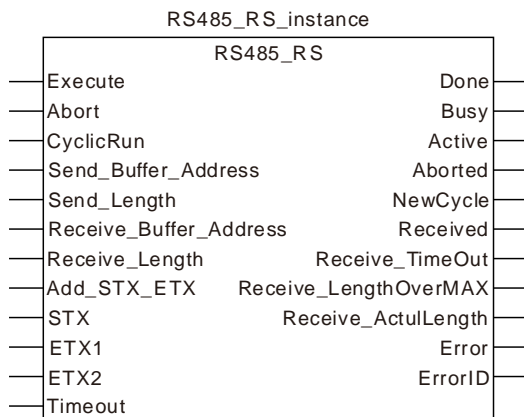 RS485_RS_instance
RS485_RS
Execute Done
Abort Busy
CyclicRun Active
Send_Buffer_Address Aborted
Send_Length NewCycle
Receive_Buffer_Address Received
Receive_Length Receive_TimeOut
Add_STX_ETX Receive_LengthOverMAX
STX Receive_ActulLength
ETX1 Error
ETX2 ErrorID
Timeout